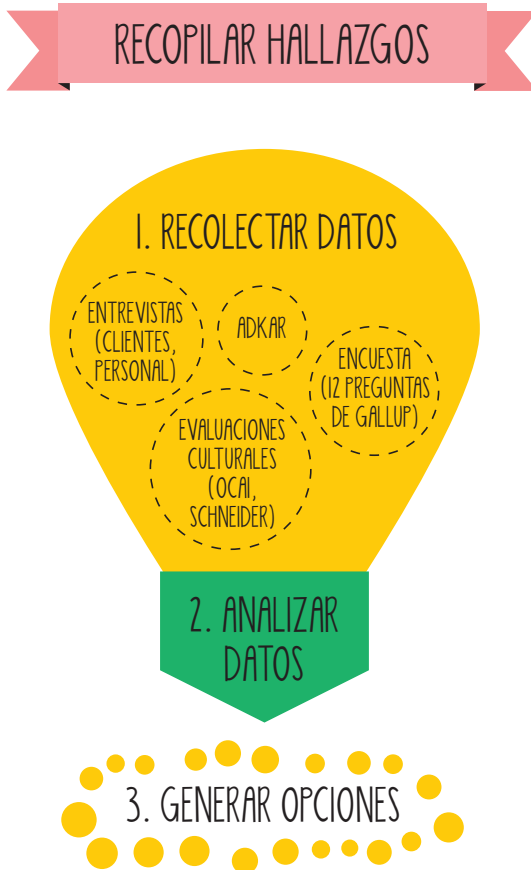 RECOPILAR HALLAZGOS
1. RECOLECTAR DATOS
ENTREVISTAS
(CLIENTES,
PERSONAL)
ADKAR
ENCUESTA
(12 PREGUNTAS
DE GALLUP)
EVALUACIONES
CULTURALES
(OCAI,
SCHNEIDER)
2. ANALIZAR
DATOS
3. GENERAR OPCIONES